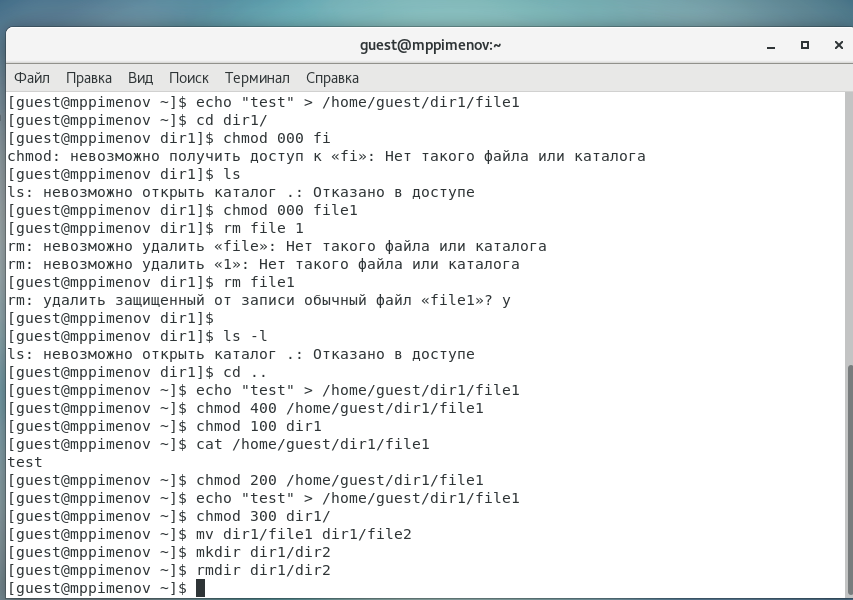 guest@mppimenov:~
Файл Правка Вид Поиск Терминал Справка
[guest@mppimenov ~]$ echo "test" > /home/guest/dir1/file1
[guest@mppimenov ~]$ cd dir1/
[guest@mppimenov dir1]$ chmod 000 fi
chmod: невозможно получить доступ к «fi»: Нет такого файла или каталога
[guest@mppimenov dir1]$ ls
ls: невозможно открыть каталог .: Отказано в доступе
[guest@mppimenov dir1]$ chmod 000 file1
[guest@mppimenov dir1]$ rm file 1
rm: невозможно удалить «file»: Нет такого файла или каталога
rm: невозможно удалить «1»: Нет такого файла или каталога
[guest@mppimenov dir1]$ rm file1
rm: удалить защищенный от записи обычный файл «file1»? y
[guest@mppimenov dir1]$
[guest@mppimenov dir1]$ ls -l
ls: невозможно открыть каталог .: Отказано в доступе
[guest@mppimenov dir1]$ cd ..
[guest@mppimenov ~]$ echo "test" > /home/guest/dir1/file1
[guest@mppimenov ~]$ chmod 400 /home/guest/dir1/file1
[guest@mppimenov ~]$ chmod 100 dir1
[guest@mppimenov ~]$ cat /home/guest/dir1/file1
test
[guest@mppimenov ~]$ chmod 200 /home/guest/dir1/file1
[guest@mppimenov ~]$ echo "test" > /home/guest/dir1/file1
[guest@mppimenov ~]$ chmod 300 dir1/
[guest@mppimenov ~]$ mv dir1/file1 dir1/file2
[guest@mppimenov ~]$ mkdir dir1/dir2
[guest@mppimenov ~]$ rmdir dir1/dir2
[guest@mppimenov ~]$